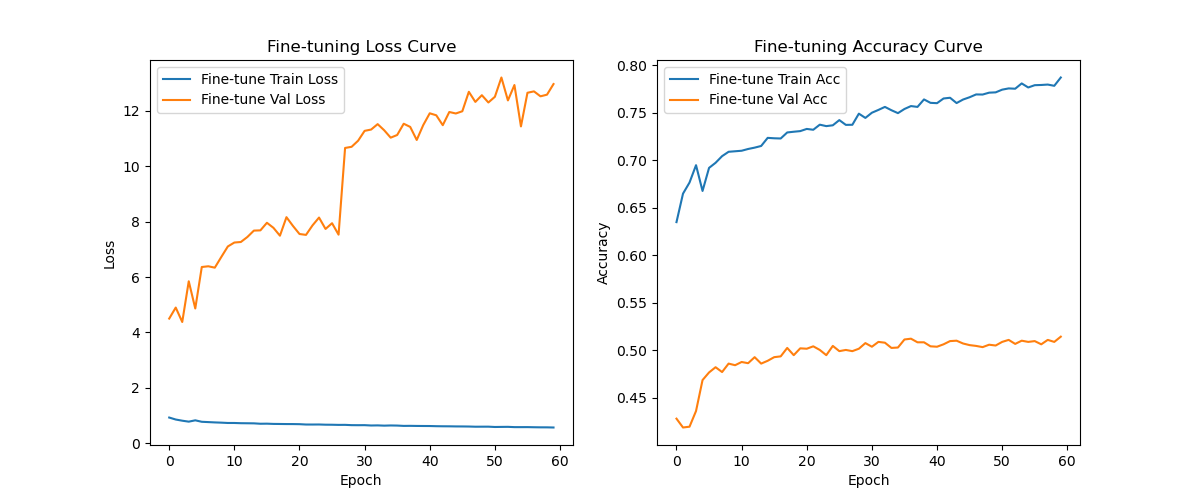 Fine-tuning Loss Curve
Fine-tune Train Loss
Fine-tune Val Loss
12
10
8
6
4
2
0
Loss
0 10 20 30 40 50 60
Epoch
Fine-tuning Accuracy Curve
Fine-tune Train Acc
Fine-tune Val Acc
0.80
0.75
0.70
0.65
0.60
0.55
0.50
0.45
Accuracy
0 10 20 30 40 50 60
Epoch